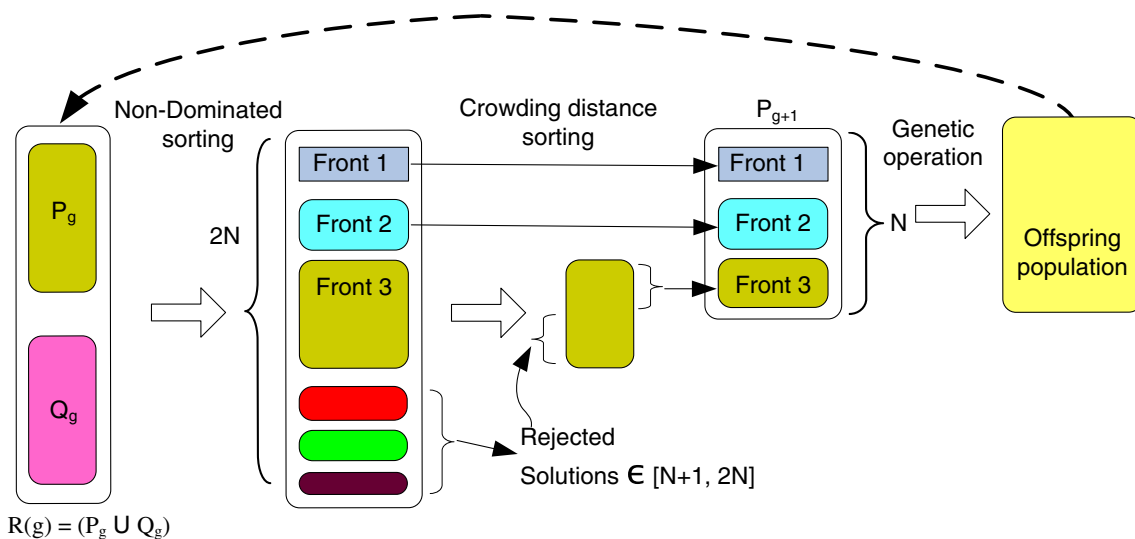 Non-Dominated
sorting
Crowding distance
sorting
P_{g+1}
Genetic
operation
P_g
Q_g
R(g) = (P_g U Q_g)
2N
Front 1
Front 2
Front 3
Front 1
Front 2
Front 3
N
Offspring
population
Rejected
Solutions ∈ [N+1, 2N]